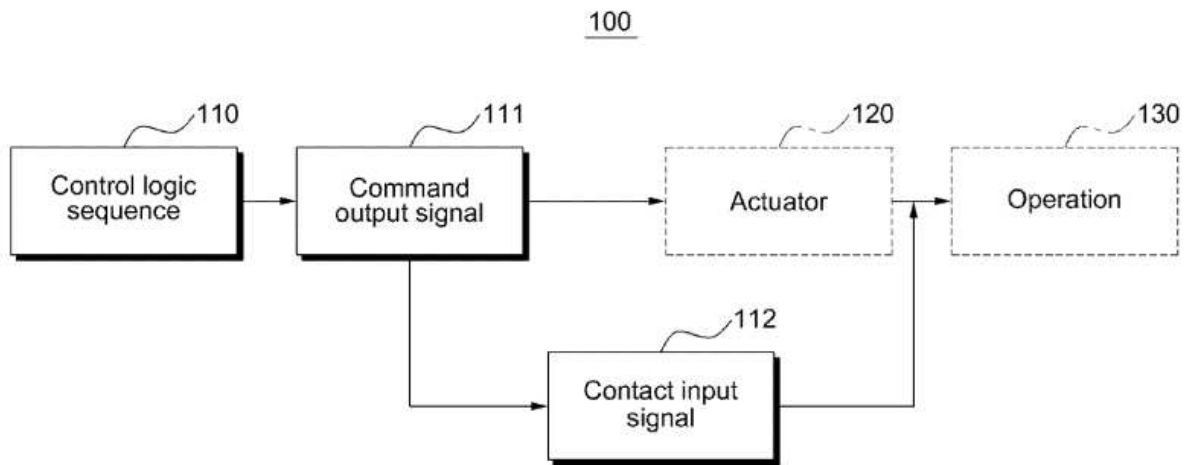 100
110
111
120
130
Control logic
sequence
Command
output signal
Actuator
Operation
112
Contact input
signal